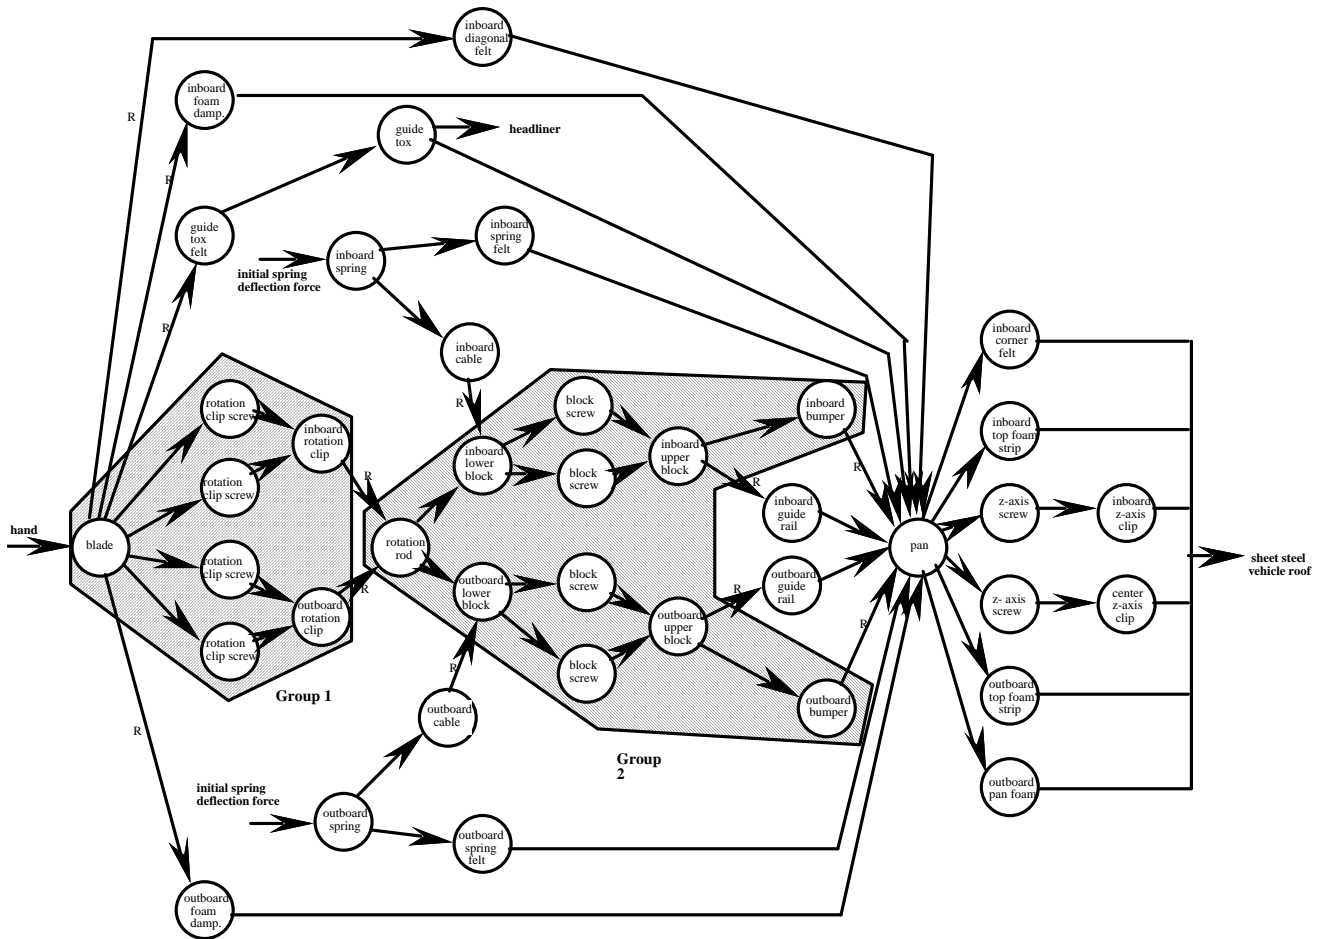 inboard
diagonal
felt
inboard
foam
damp.
R
guide
tox
headliner
R
guide
tox
felt
inboard
spring
felt
inboard
spring
initial spring
deflection force
R
inboard
corner
felt
inboard
cable
R
rotation
clip screw
block
screw
inboard
bumper
inboard
rotation
clip
inboard
top foam
strip
inboard
lower
block
inboard
upper
block
R
rotation
clip screw
R
block
screw
R
inboard
guide
rail
z-axis
screw
inboard
z-axis
clip
hand
blade
rotation
rod
pan
sheet steel
vehicle roof
rotation
clip screw
R
outboard
lower
block
block
screw
R
outboard
guide
rail
z- axis
screw
center
z-axis
clip
outboard
rotation
clip
outboard
upper
block
R
rotation
clip screw
R
block
screw
Group 1
outboard
top foam
strip
outboard
cable
outboard
bumper
R
Group
2
initial spring
deflection force
outboard
pan foam
outboard
spring
outboard
spring
felt
outboard
foam
damp.